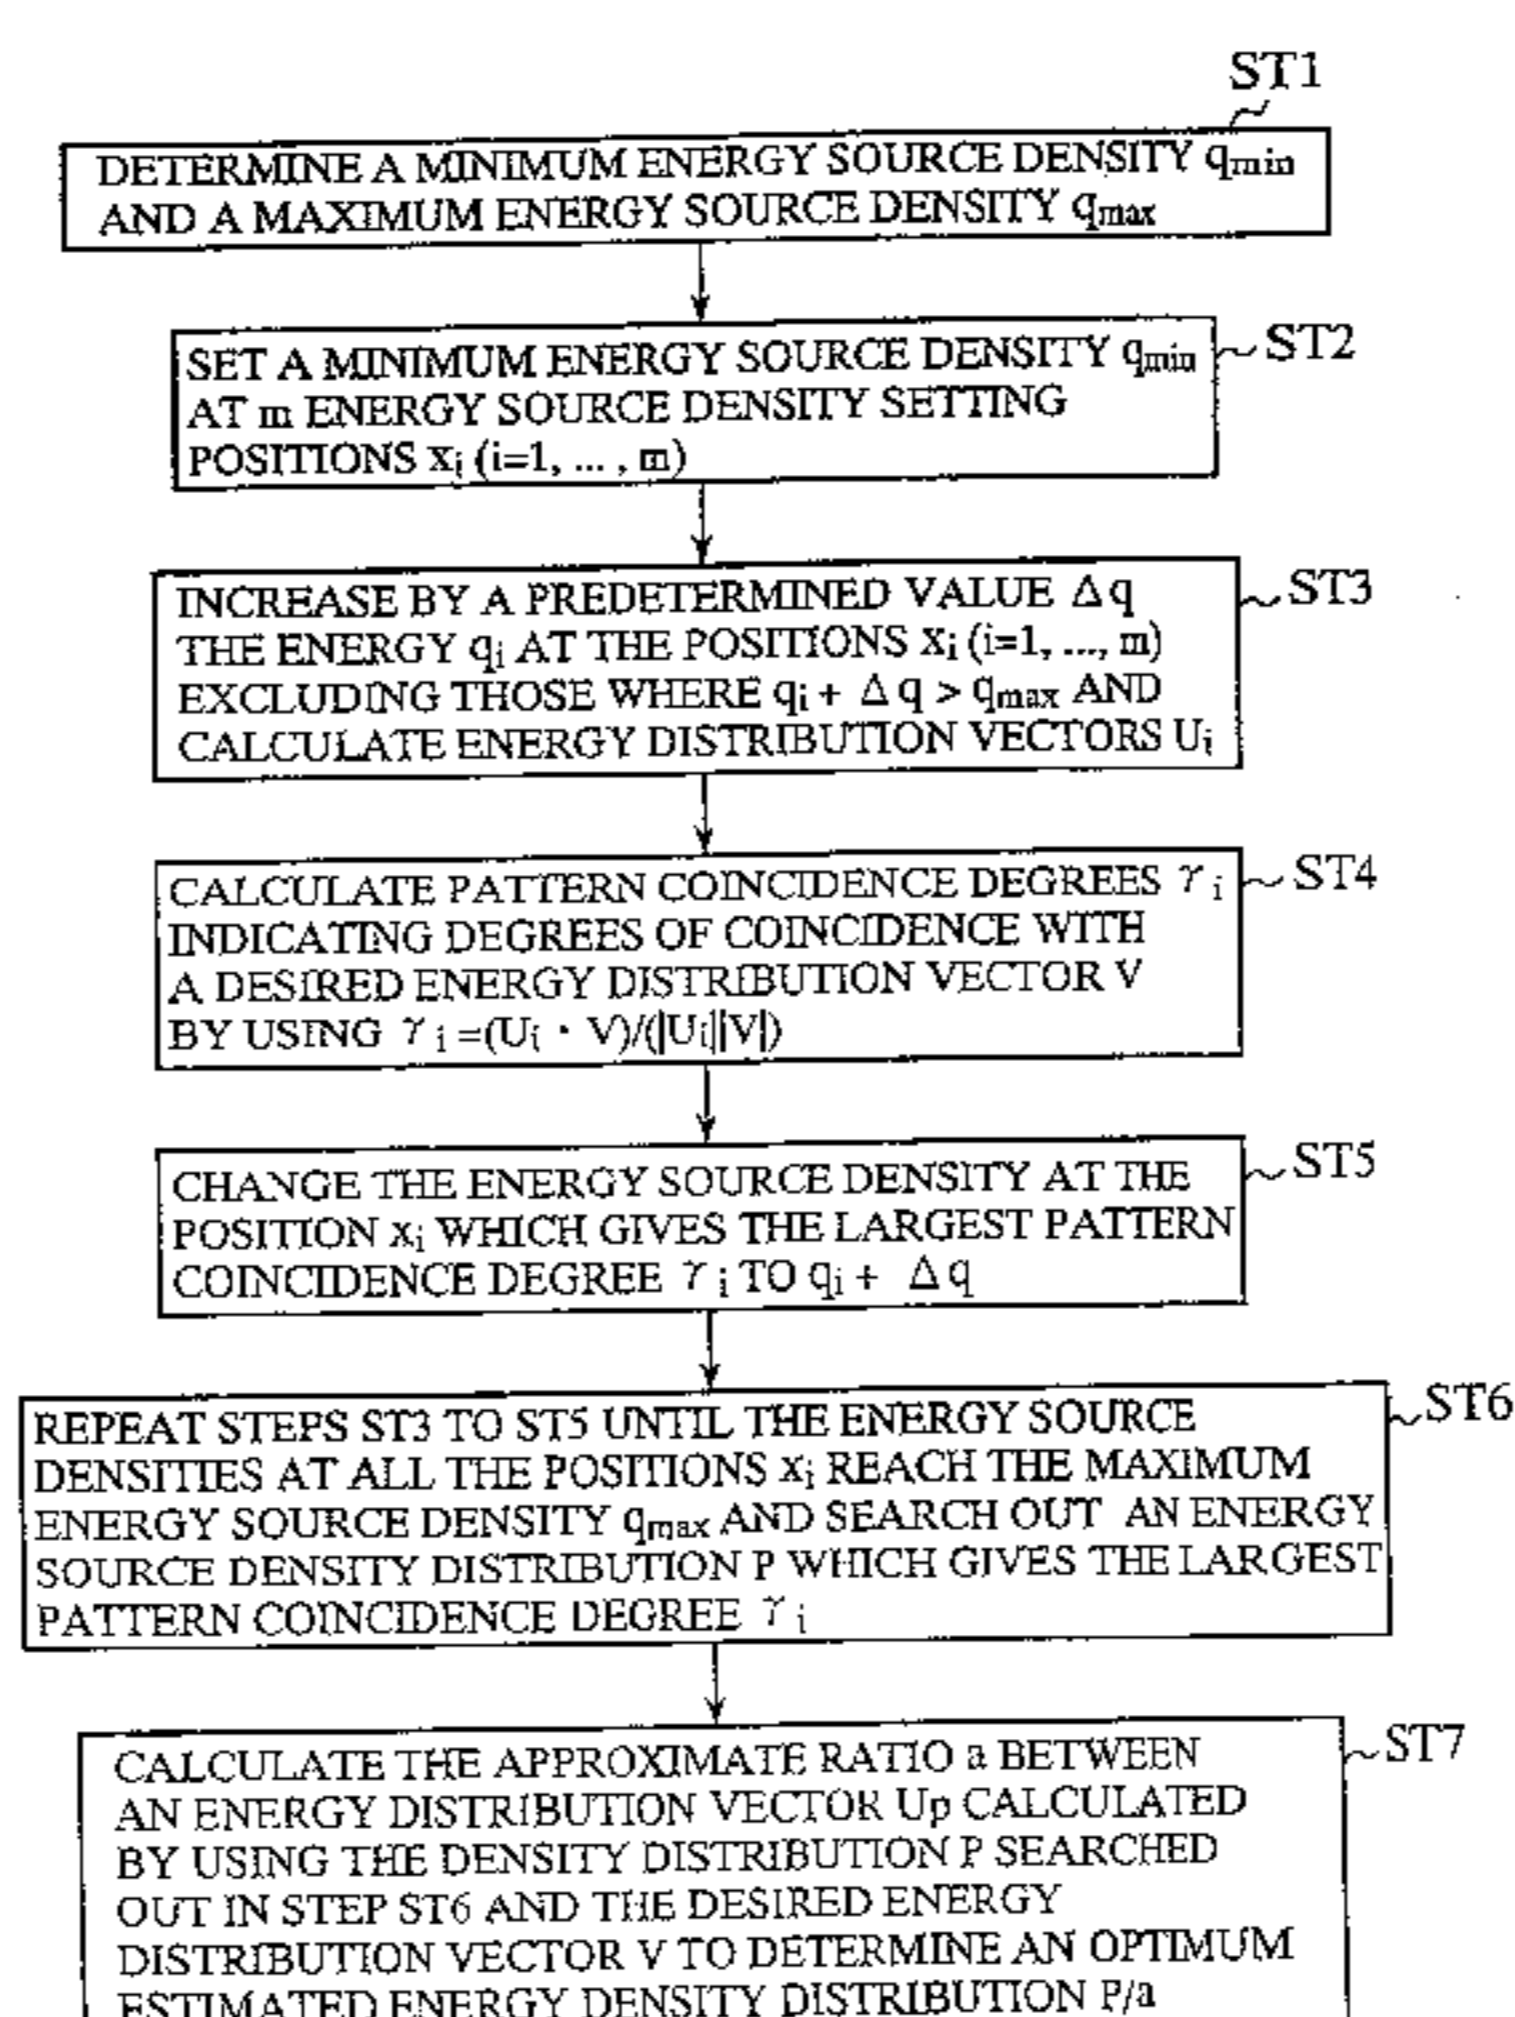 ST1
DETERMINE A MINIMUM ENERGY SOURCE DENSITY qmin
AND A MAXIMUM ENERGY SOURCE DENSITY qmax
ST2
SET A MINIMUM ENERGY SOURCE DENSITY qmin
AT m ENERGY SOURCE DENSITY SETTING
POSITIONS xi (i=1, ... , m)
ST3
INCREASE BY A PREDETERMINED VALUE Δq
THE ENERGY qi AT THE POSITIONS xi (i=1, ..., m)
EXCLUDING THOSE WHERE qi + Δq > qmax AND
CALCULATE ENERGY DISTRIBUTION VECTORS Ui
ST4
CALCULATE PATTERN COINCIDENCE DEGREES γi
INDICATING DEGREES OF COINCIDENCE WITH
A DESIRED ENERGY DISTRIBUTION VECTOR V
BY USING γi =(Ui · V)/(|Ui||V|)
ST5
CHANGE THE ENERGY SOURCE DENSITY AT THE
POSITION xi WHICH GIVES THE LARGEST PATTERN
COINCIDENCE DEGREE γi TO qi + Δq
ST6
REPEAT STEPS ST3 TO ST5 UNTIL THE ENERGY SOURCE
DENSITIES AT ALL THE POSITIONS xi REACH THE MAXIMUM
ENERGY SOURCE DENSITY qmax AND SEARCH OUT AN ENERGY
SOURCE DENSITY DISTRIBUTION P WHICH GIVES THE LARGEST
PATTERN COINCIDENCE DEGREE γi
ST7
CALCULATE THE APPROXIMATE RATIO a BETWEEN
AN ENERGY DISTRIBUTION VECTOR Up CALCULATED
BY USING THE DENSITY DISTRIBUTION P SEARCHED
OUT IN STEP ST6 AND THE DESIRED ENERGY
DISTRIBUTION VECTOR V TO DETERMINE AN OPTIMUM
ESTIMATED ENERGY DENSITY DISTRIBUTION P/a